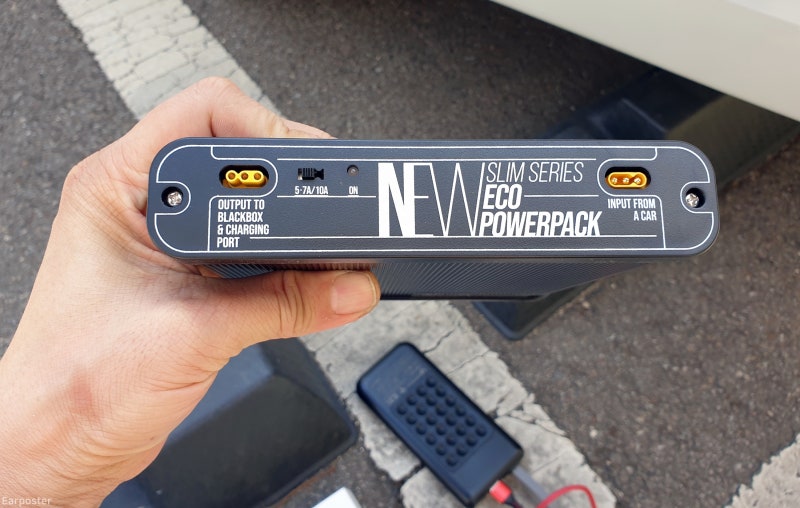 OUTPUT TO
BLACKBOX
& CHARGING
PORT
5-7A/10A
ON
NEW
SLIM SERIES
ECO
POWERPACK
INPUT FROM
A CAR
Earposter